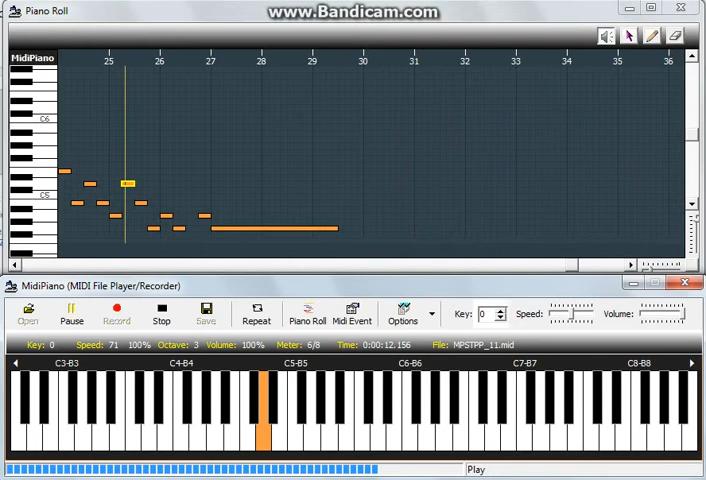 Piano Roll
www.Bandicam.com
MidiPiano 25 26 27 28 29 30 31 32 33 34 35 36
C6
C5
MidiPiano (MIDI File Player/Recorder)
Open Pause Record Stop Save Repeat Piano Roll Midi Event Options Key: 0 Speed: Volume:
Key: 0 Speed: 71 100% Octave: 3 Volume: 100% Meter: 6/8 Time: 0:00:12,156 File: MPSTPP_11.mid
C3-B3 C4-B4 C5-B5 C6-B6 C7-B7 C8-B8
Play